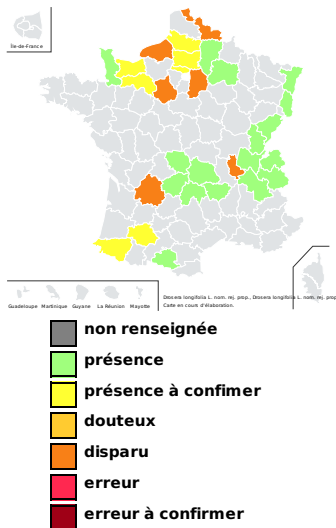 Île-de-France
Guadeloupe Martinique Guyane La Réunion Mayotte
Drosera longifolia L. nom. rej. prop., Drosera longifolia L. nom. rej. prop
Carte en cours d'élaboration.
non renseignée
présence
présence à confimer
douteux
disparu
erreur
erreur à confirmer